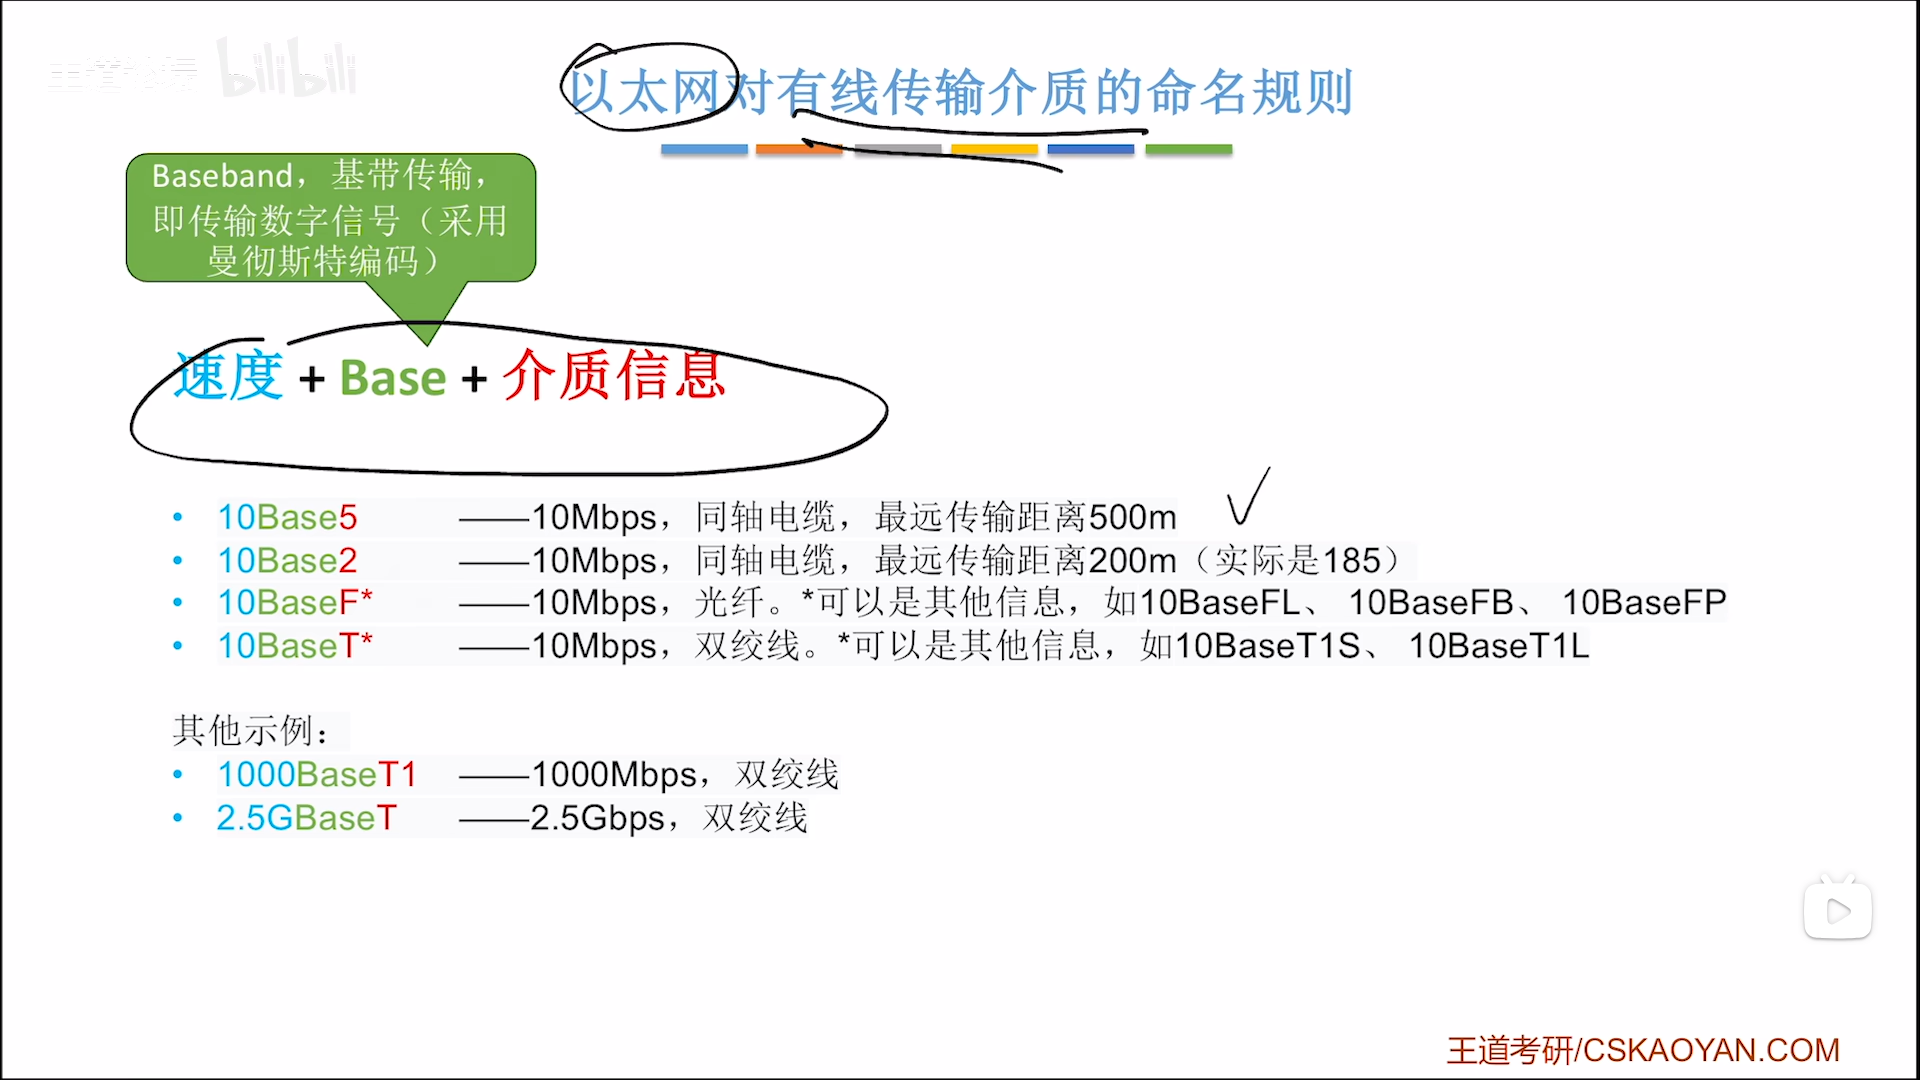 王道论坛 bilibili
以太网对有线传输介质的命名规则
Baseband，基带传输，
即传输数字信号（采用
曼彻斯特编码）
速度 + Base + 介质信息
• 10Base5 ——10Mbps，同轴电缆，最远传输距离500m
• 10Base2 ——10Mbps，同轴电缆，最远传输距离200m（实际是185）
• 10BaseF* ——10Mbps，光纤。*可以是其他信息，如10BaseFL、 10BaseFB、 10BaseFP
• 10BaseT* ——10Mbps，双绞线。*可以是其他信息，如10BaseT1S、 10BaseT1L
其他示例：
• 1000BaseT1 ——1000Mbps，双绞线
• 2.5GBaseT ——2.5Gbps，双绞线
王道考研/CSKAOYAN.COM